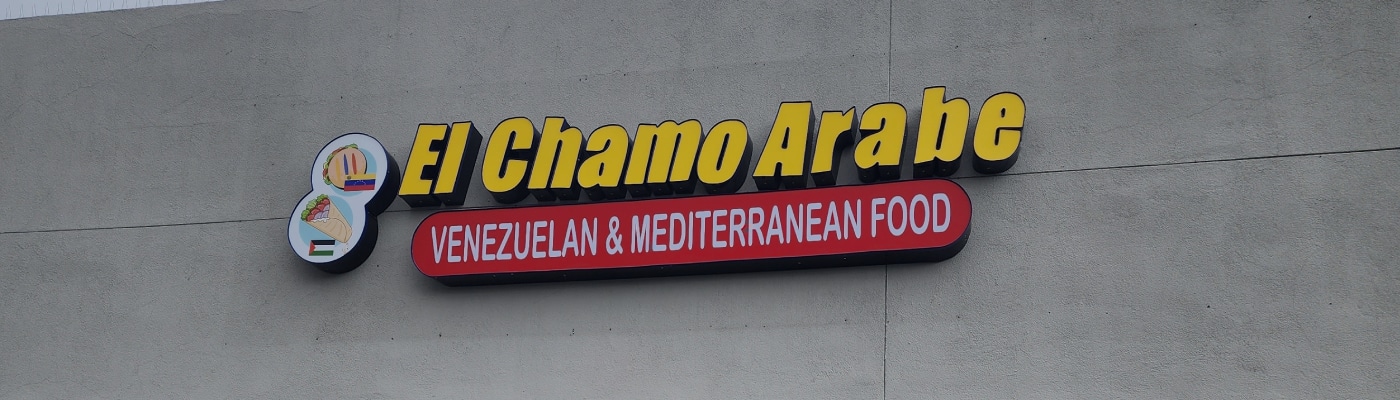 El Chamo Arabe
VENEZUELAN & MEDITERRANEAN FOOD